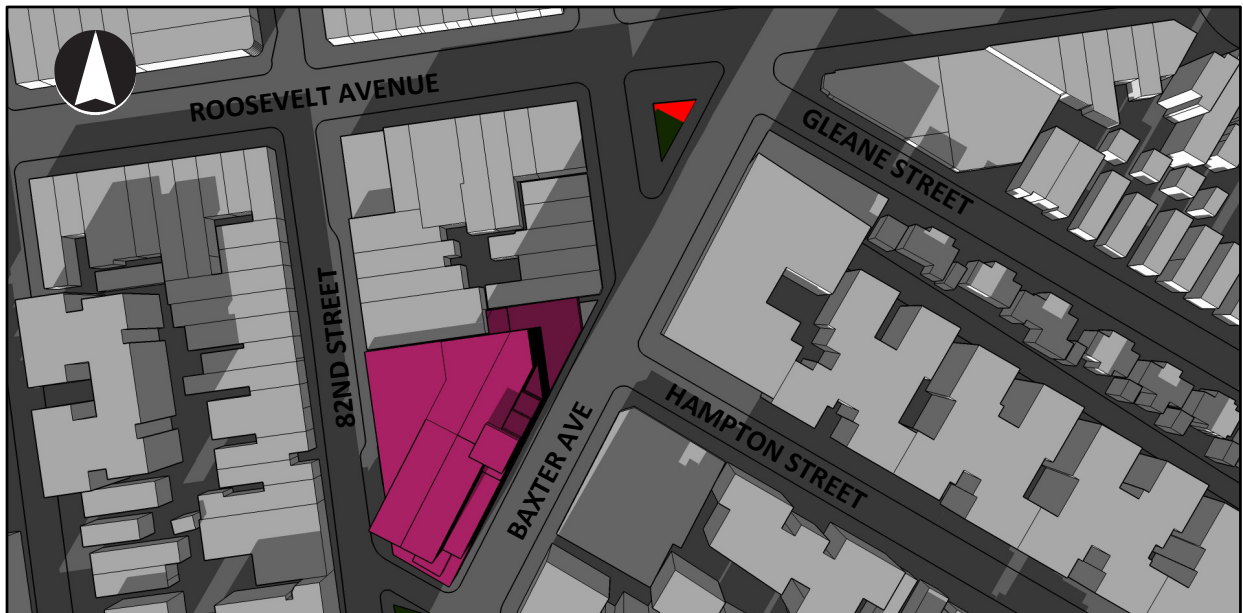 ROOSEVELT AVENUE
GLEANE STREET
82ND STREET
HAMPTON STREET
BAXTER AVE